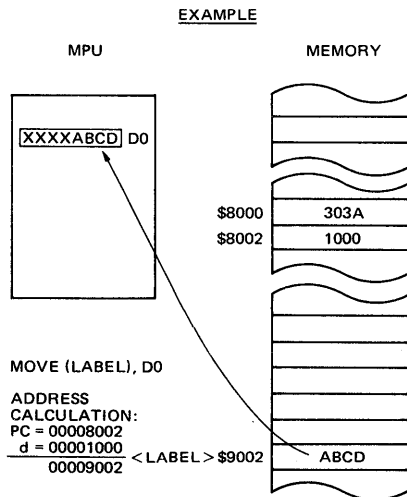 EXAMPLE
MPU
MEMORY
XXXXABCD D0
$8000 303A
$8002 1000
MOVE (LABEL), D0
ADDRESS
CALCULATION:
PC = 00008002
d = 00001000
00009002 <LABEL> $9002 ABCD